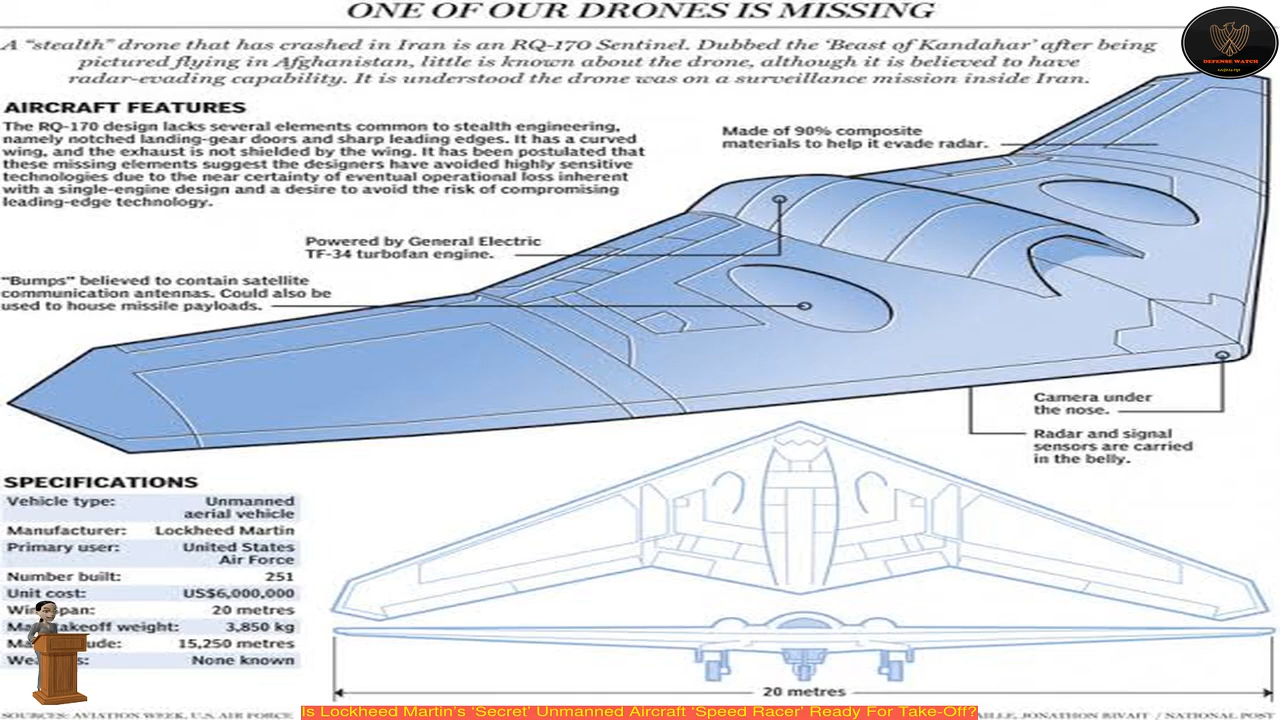 ONE OF OUR DRONES IS MISSING
A “stealth” drone that has crashed in Iran is an RQ-170 Sentinel. Dubbed the ‘Beast of Kandahar’ after being
pictured flying in Afghanistan, little is known about the drone, although it is believed to have
radar-evading capability. It is understood the drone was on a surveillance mission inside Iran.
DEFENSE WATCH
AIRCRAFT FEATURES
The RQ-170 design lacks several elements common to stealth engineering,
namely notched landing-gear doors and sharp leading edges. It has a curved
wing, and the exhaust is not shielded by the wing. It has been postulated that
these missing elements suggest the designers have avoided highly sensitive
technologies due to the near certainty of eventual operational loss inherent
with a single-engine design and a desire to avoid the risk of compromising
leading-edge technology.
Made of 90% composite
materials to help it evade radar.
Powered by General Electric
TF-34 turbofan engine.
“Bumps” believed to contain satellite
communication antennas. Could also be
used to house missile payloads.
Camera under
the nose.
Radar and signal
sensors are carried
in the belly.
SPECIFICATIONS
Vehicle type: Unmanned
aerial vehicle
Manufacturer: Lockheed Martin
Primary user: United States
Air Force
Number built: 251
Unit cost: US$6,000,000
span: 20 metres
takeoff weight: 3,850 kg
15,250 metres
None known
20 metres
SOURCES: AVIATION WEEK, U.S. AIR FORCE
Is Lockheed Martin's 'Secret' Unmanned Aircraft 'Speed Racer' Ready For Take-Off?
JONATHON RIVAIT / NATIONAL POST